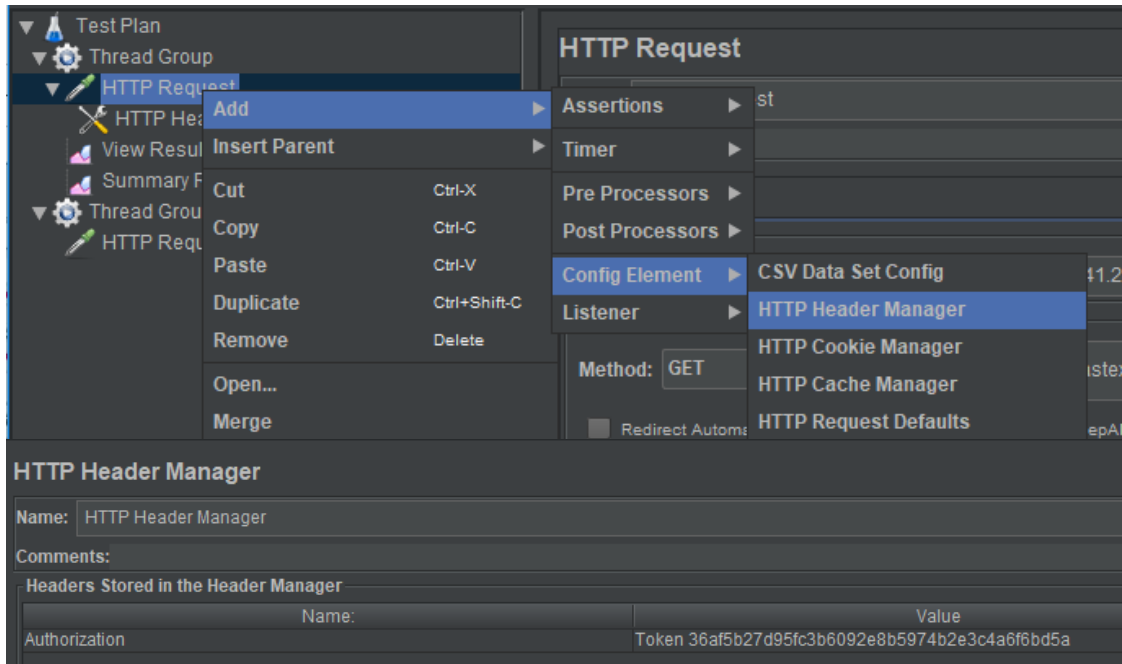 Test Plan
Thread Group
HTTP Request
HTTP Hea
View Resul
Summary R
Thread Grou
HTTP Requ
HTTP Request
st
Add
Insert Parent
Cut Ctrl-X
Copy Ctrl-C
Paste Ctrl-V
Duplicate Ctrl+Shift-C
Remove Delete
Open...
Merge
Assertions
Timer
Pre Processors
Post Processors
Config Element
Listener
CSV Data Set Config
HTTP Header Manager
HTTP Cookie Manager
HTTP Cache Manager
HTTP Request Defaults
41.2
Method: GET
Redirect Automa
epAl
HTTP Header Manager
Name: HTTP Header Manager
Comments:
Headers Stored in the Header Manager
Name: Value
Authorization Token 36af5b27d95fc3b6092e8b5974b2e3c4a6f6bd5a